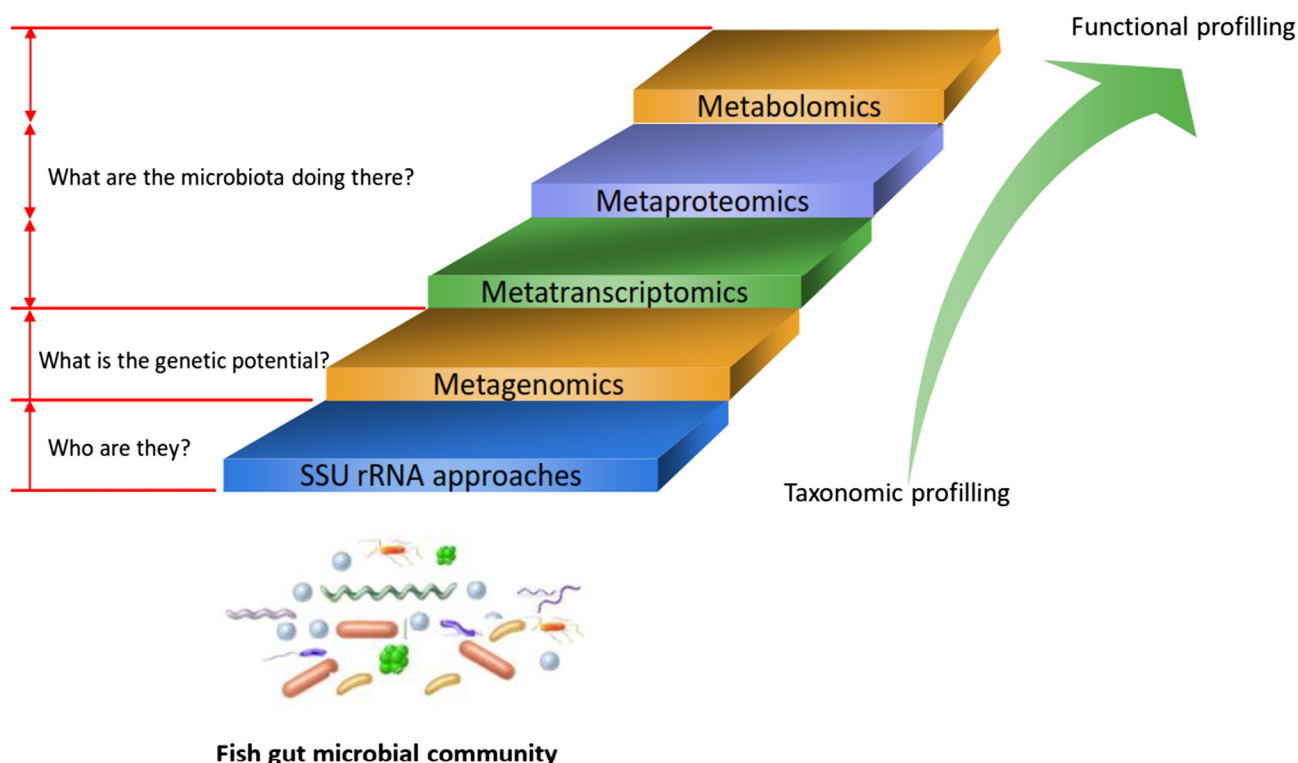 Functional profilling
Metabolomics
What are the microbiota doing there?
Metaproteomics
Metatranscriptomics
What is the genetic potential?
Metagenomics
Who are they?
SSU rRNA approaches
Taxonomic profilling
Fish gut microbial community